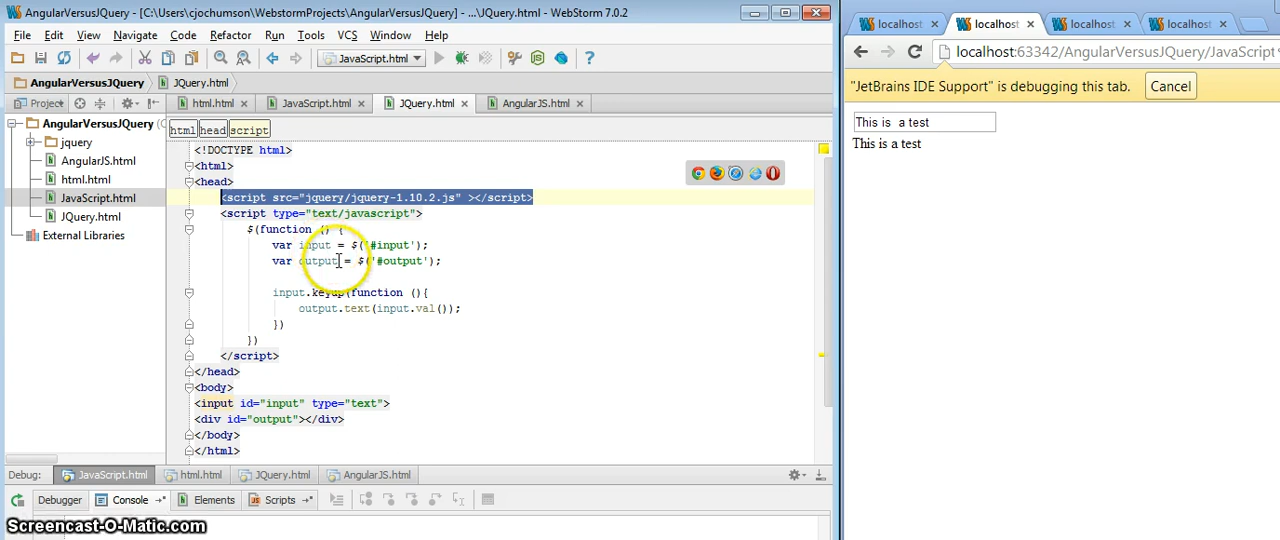 AngularVersusJQuery - [C:\Users\cjochumson\WebstormProjects\AngularVersusJQuery] - ...\JQuery.html - WebStorm 7.0.2
File Edit View Navigate Code Refactor Run Tools VCS Window Help
JavaScript.html
AngularVersusJQuery JQuery.html
Project html.html JavaScript.html JQuery.html AngularJS.html
AngularVersusJQuery (
jquery
AngularJS.html
html.html
JavaScript.html
JQuery.html
External Libraries
html head script
<!DOCTYPE html>
<html>
<head>
<script src="jquery/jquery-1.10.2.js" ></script>
<script type="text/javascript">
$(function () {
var input = $('#input');
var output = $('#output');
input.keyup(function (){
output.text(input.val());
})
})
</script>
</head>
<body>
<input id="input" type="text">
<div id="output"></div>
</body>
</html>
Debug: JavaScript.html html.html JQuery.html AngularJS.html
Debugger Console Elements Scripts
Screencast-O-Matic.com
localhost localhost localhost localhost
localhost:63342/AngularVersusJQuery/JavaScript
"JetBrains IDE Support" is debugging this tab. Cancel
This is  a test
This is a test